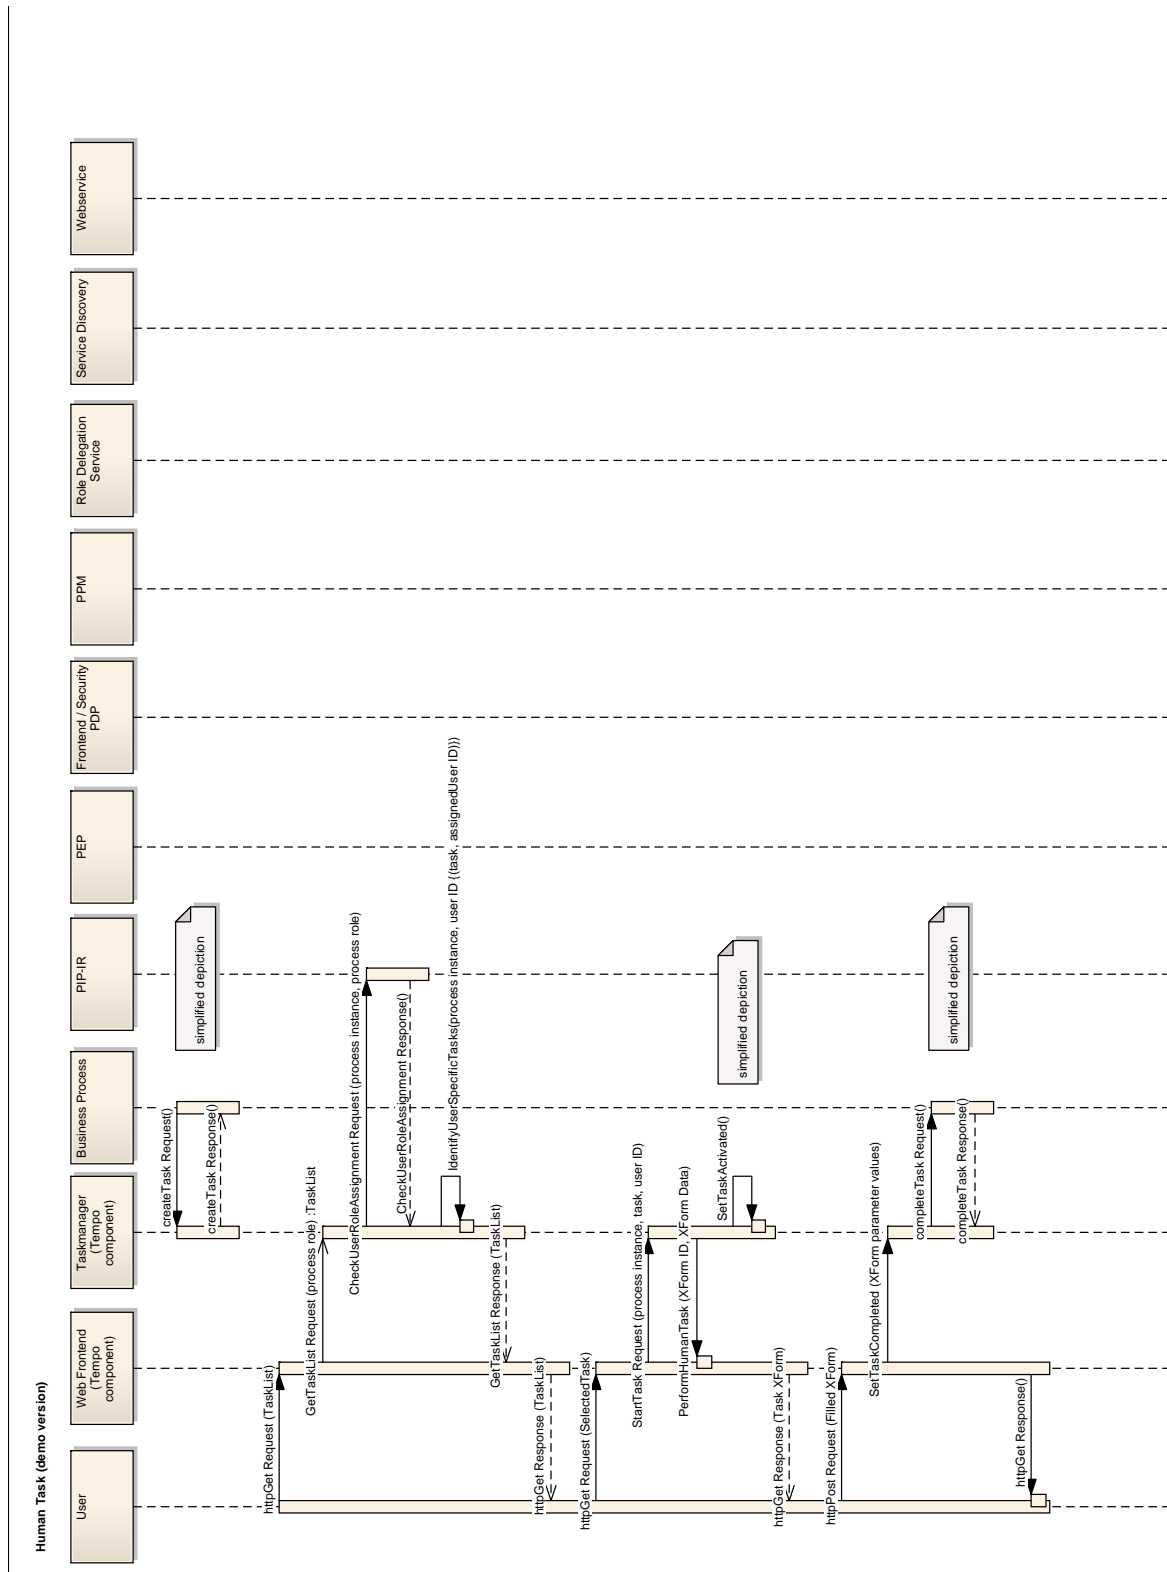 Human Task (demo version)
User
Web Frontend
(Tempo
component)
Taskmanager
(Tempo
component)
Business Process
PIP-IR
PEP
Frontend / Security
PDP
PPM
Role Delegation
Service
Service Discovery
Webservice
createTask Request()
simplified depiction
createTask Response()
httpGet Request (TaskList)
GetTaskList Request (process role) :TaskList
CheckUserRoleAssignment Request (process instance, process role)
CheckUserRoleAssignment Response()
IdentifyUserSpecificTasks(process instance, user ID {(task, assignedUser ID)})
GetTaskList Response (TaskList)
httpGet Response (TaskList)
httpGet Request (SelectedTask)
StartTask Request (process instance, task, user ID)
PerformHumanTask (XForm ID, XForm Data)
SetTaskActivated()
simplified depiction
httpGet Response (Task XForm)
httpPost Request (Filled XForm)
SetTaskCompleted (XForm parameter values)
completeTask Request()
simplified depiction
completeTask Response()
httpGet Response()